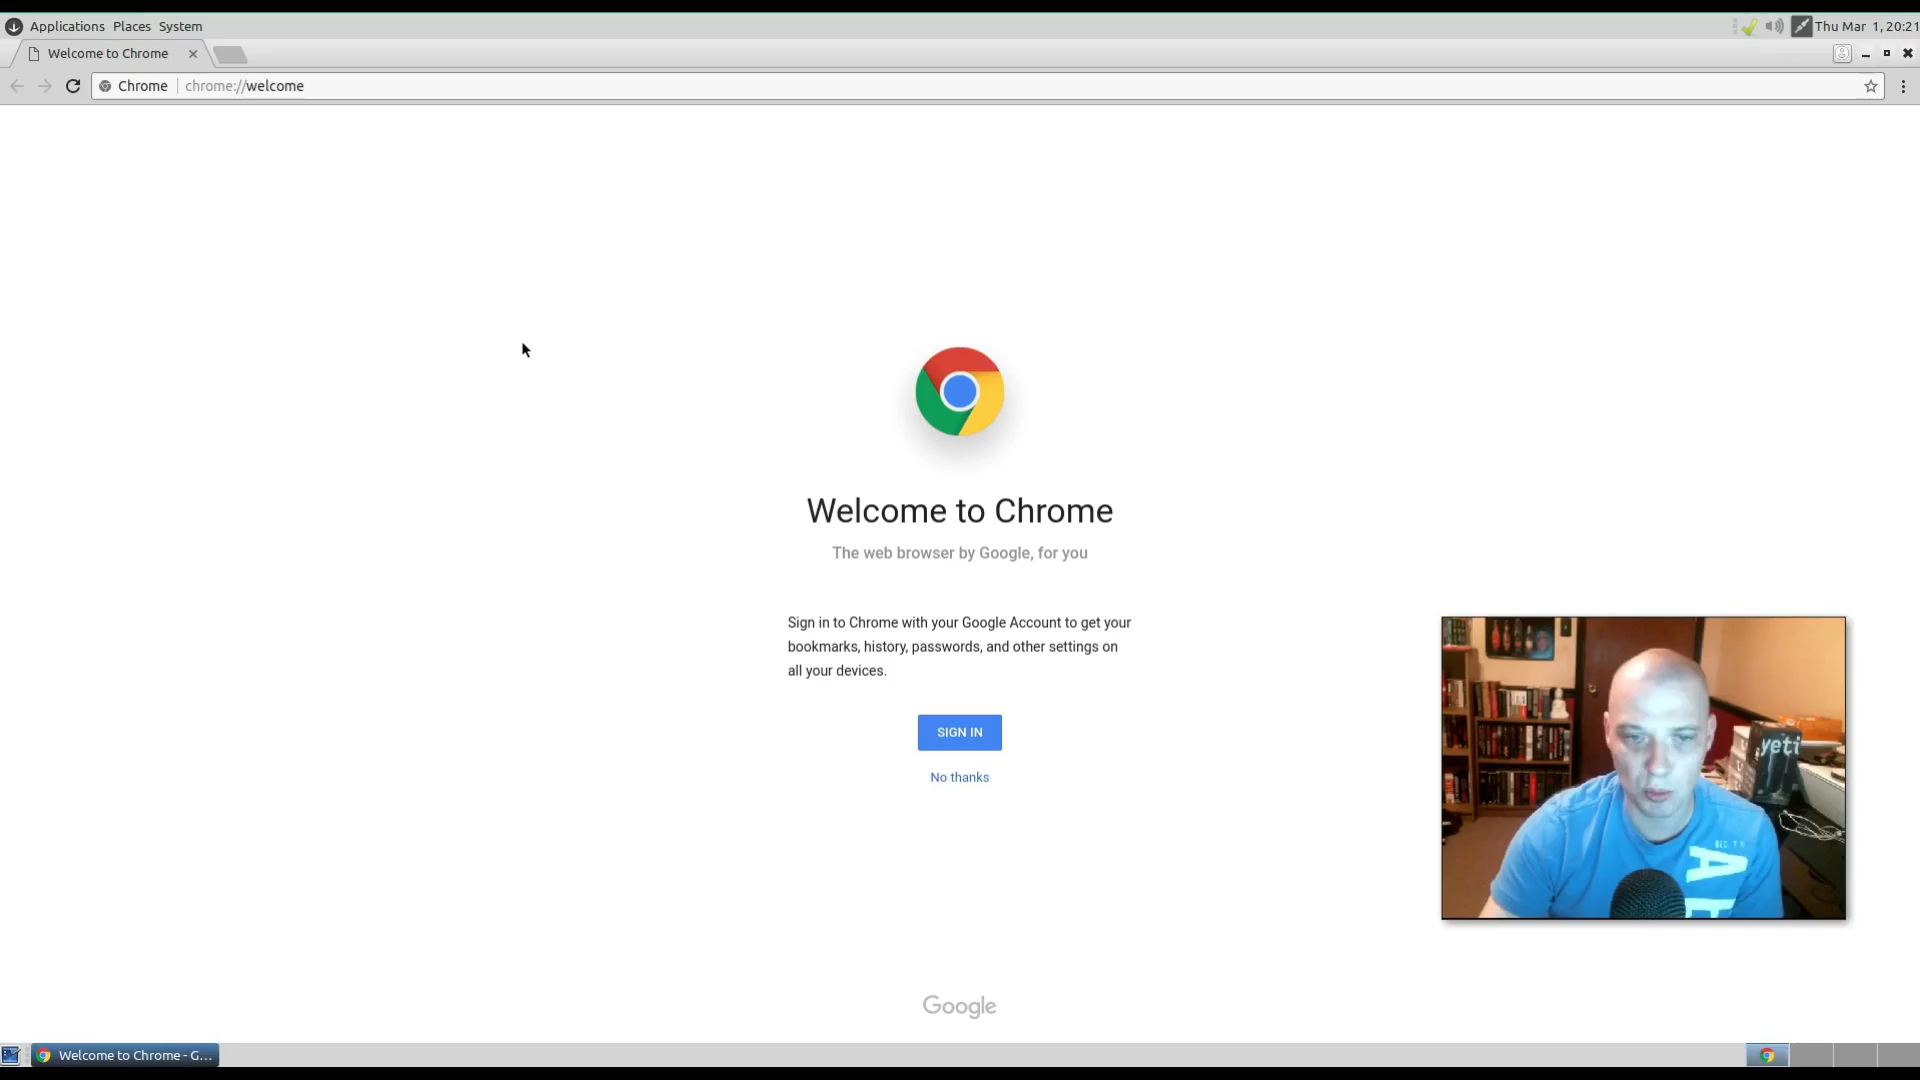 Applications Places System
Thu Mar 1, 20:21
Welcome to Chrome
Chrome chrome://welcome
Welcome to Chrome
The web browser by Google, for you
Sign in to Chrome with your Google Account to get your
bookmarks, history, passwords, and other settings on
all your devices.
SIGN IN
No thanks
yeti
Google
Welcome to Chrome - G...